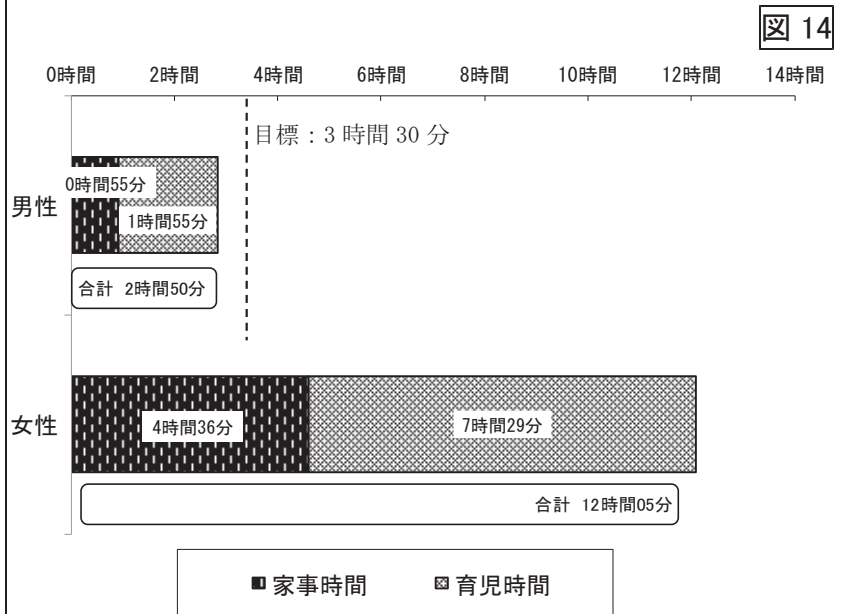 図 14
0時間 2時間 4時間 6時間 8時間 10時間 12時間 14時間
目標：3 時間 30 分
男性
0時間55分
1時間55分
合計 2時間50分
女性
4時間36分
7時間29分
合計 12時間05分
家事時間 育児時間